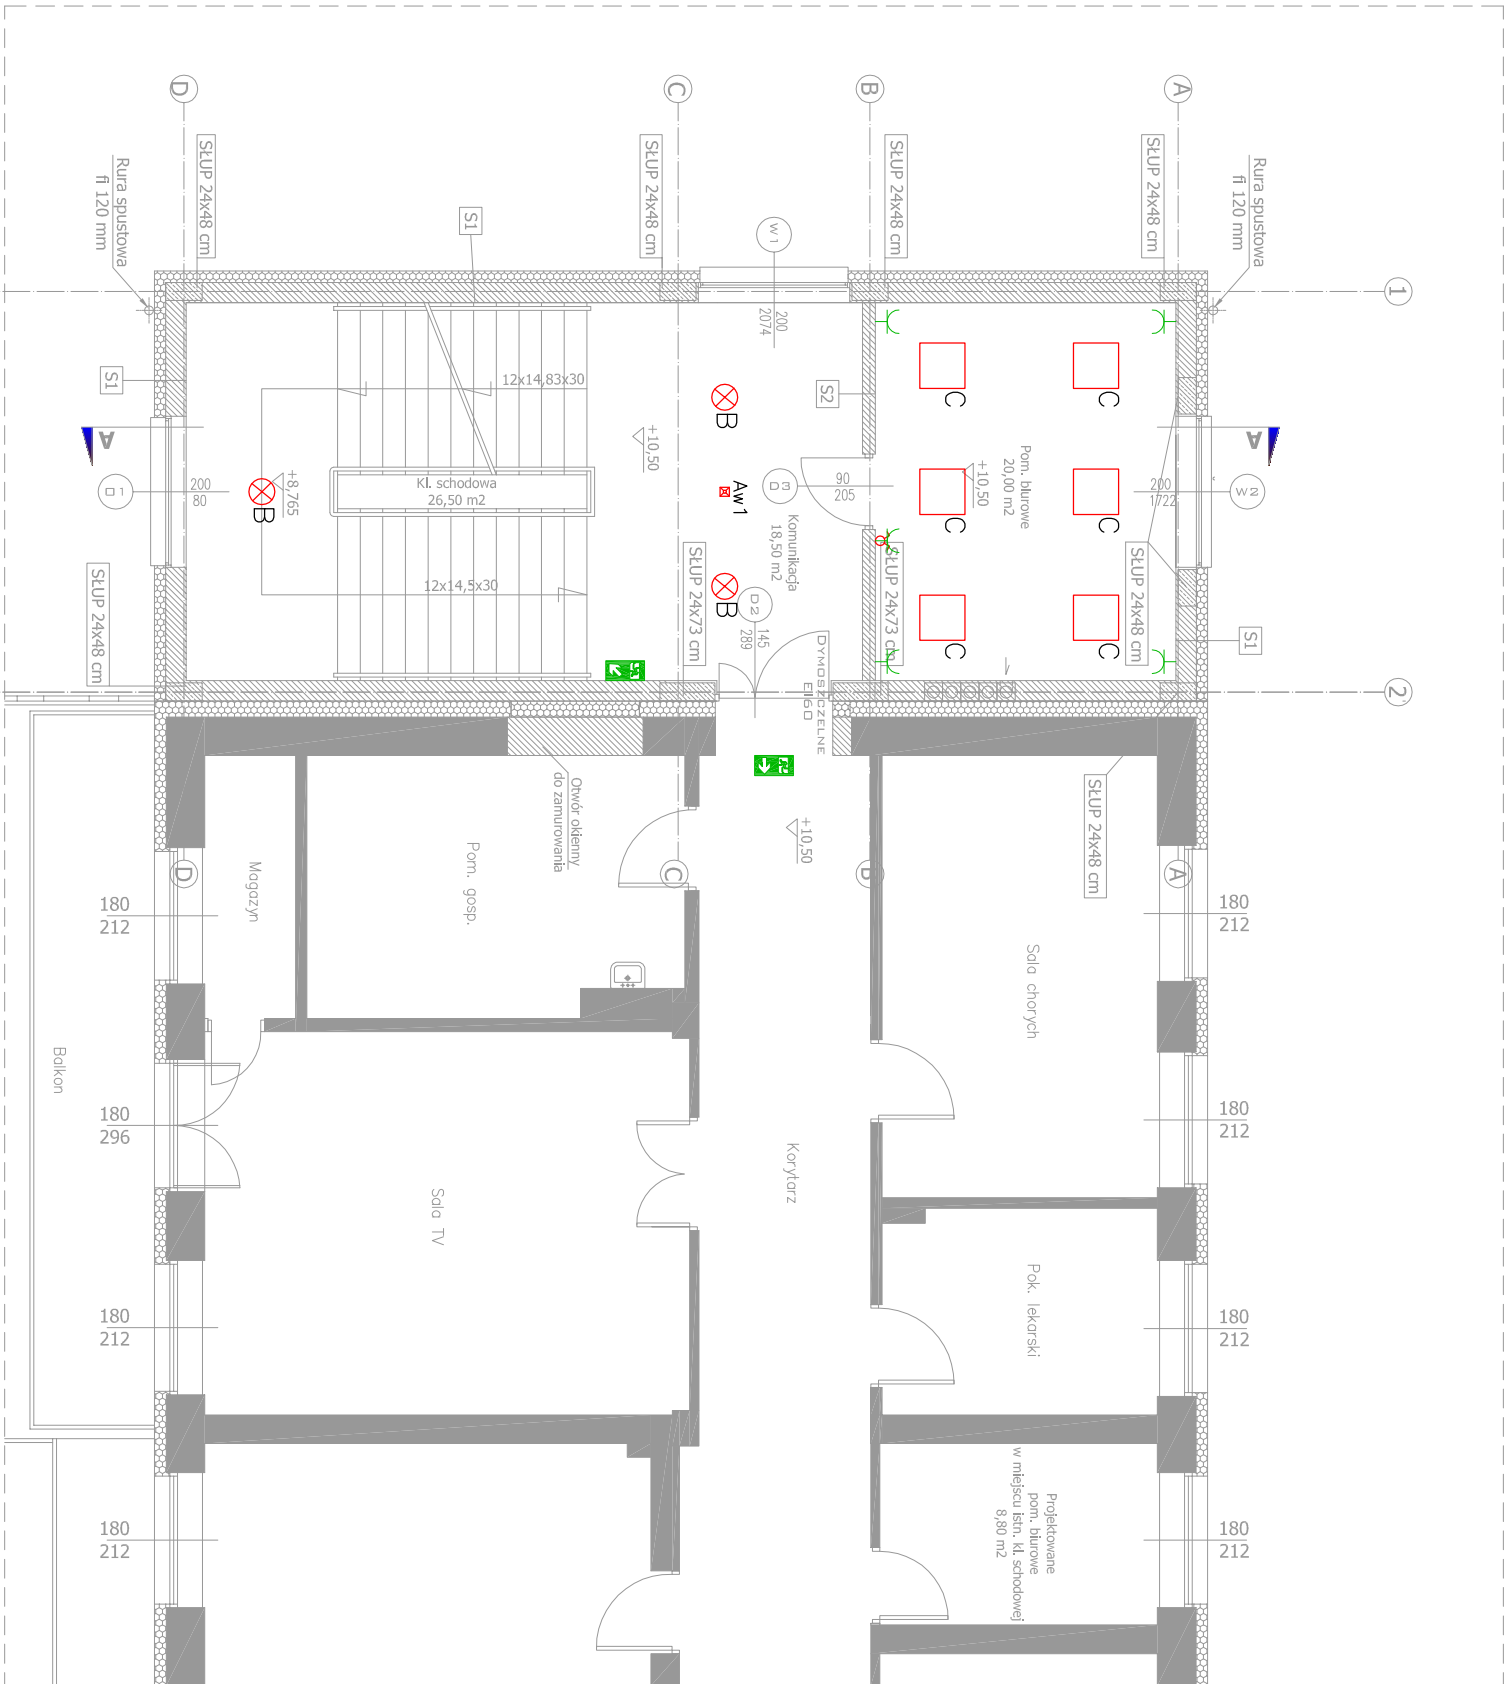 D
C
B
A
SŁUP 24x48 cm
SŁUP 24x48 cm
SŁUP 24x48 cm
SŁUP 24x48 cm
Rura spustowa
fi 120 mm
Rura spustowa
fi 120 mm
S1
W1
200
2074
1
S1
S2
12x14,83x30
B
C
C
A
A
+10,50
Pom. biurowe
20,00 m2
+10,50
Kl. schodowa
26,50 m2
+8,765
B
O1
200
80
Aw1
D3
90
205
C
C
200
1722
W2
Komunikacja
18,50 m2
SŁUP 24x48 cm
12x14,5x30
SŁUP 24x73 cm
B
D2
145
289
SŁUP 24x73 cm
SŁUP 24x48 cm
C
C
S1
DYMOSZCZELNE
EI60
2
Otwór okienny
do zamurowania
SŁUP 24x48 cm
+10,50
D
C
B
A
Magazyn
Pom. gosp.
180
212
180
212
Sala chorych
Balkon
180
296
180
212
Korytarz
Sala TV
Pok. lekarski
180
212
180
212
Projektowane
pom. biurowe
w miejscu istn. kl. schodowej
8,80 m2
180
212
180
212